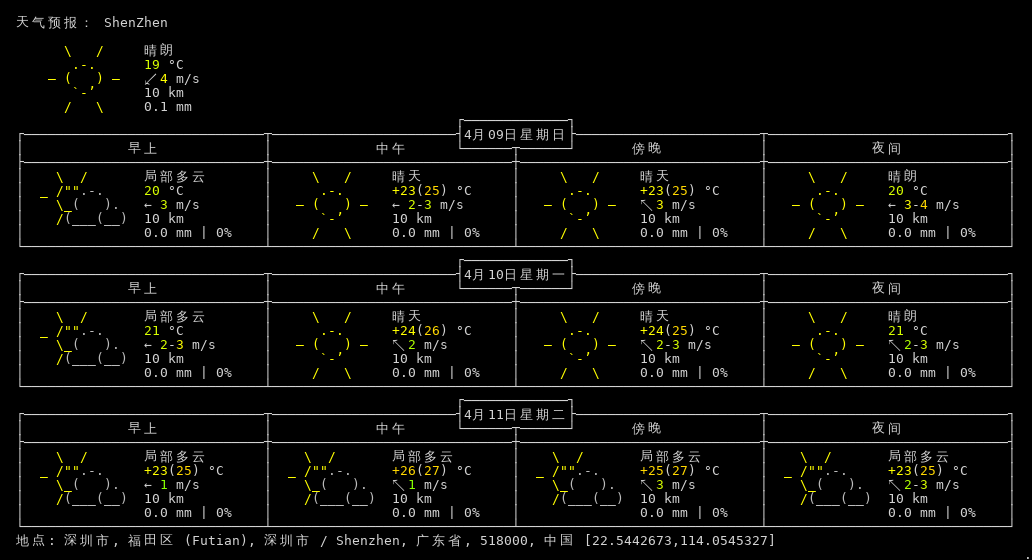 天气预报： ShenZhen
晴朗
19 °C
↙ 4 m/s
10 km
0.1 mm
4月09日星期日
早上 中午 傍晚 夜间
局部多云 晴天 晴天 晴朗
20 °C +23(25) °C +23(25) °C 20 °C
← 3 m/s ← 2-3 m/s ↖ 3 m/s ← 3-4 m/s
10 km 10 km 10 km 10 km
0.0 mm | 0% 0.0 mm | 0% 0.0 mm | 0% 0.0 mm | 0%
4月10日星期一
早上 中午 傍晚 夜间
局部多云 晴天 晴天 晴朗
21 °C +24(26) °C +24(25) °C 21 °C
← 2-3 m/s ↖ 2 m/s ↖ 2-3 m/s ↖ 2-3 m/s
10 km 10 km 10 km 10 km
0.0 mm | 0% 0.0 mm | 0% 0.0 mm | 0% 0.0 mm | 0%
4月11日星期二
早上 中午 傍晚 夜间
局部多云 局部多云 局部多云 局部多云
+23(25) °C +26(27) °C +25(27) °C +23(25) °C
← 1 m/s ↖ 1 m/s ↖ 3 m/s ↖ 2-3 m/s
10 km 10 km 10 km 10 km
0.0 mm | 0% 0.0 mm | 0% 0.0 mm | 0% 0.0 mm | 0%
地点: 深圳市, 福田区 (Futian), 深圳市 / Shenzhen, 广东省, 518000, 中国 [22.5442673,114.0545327]